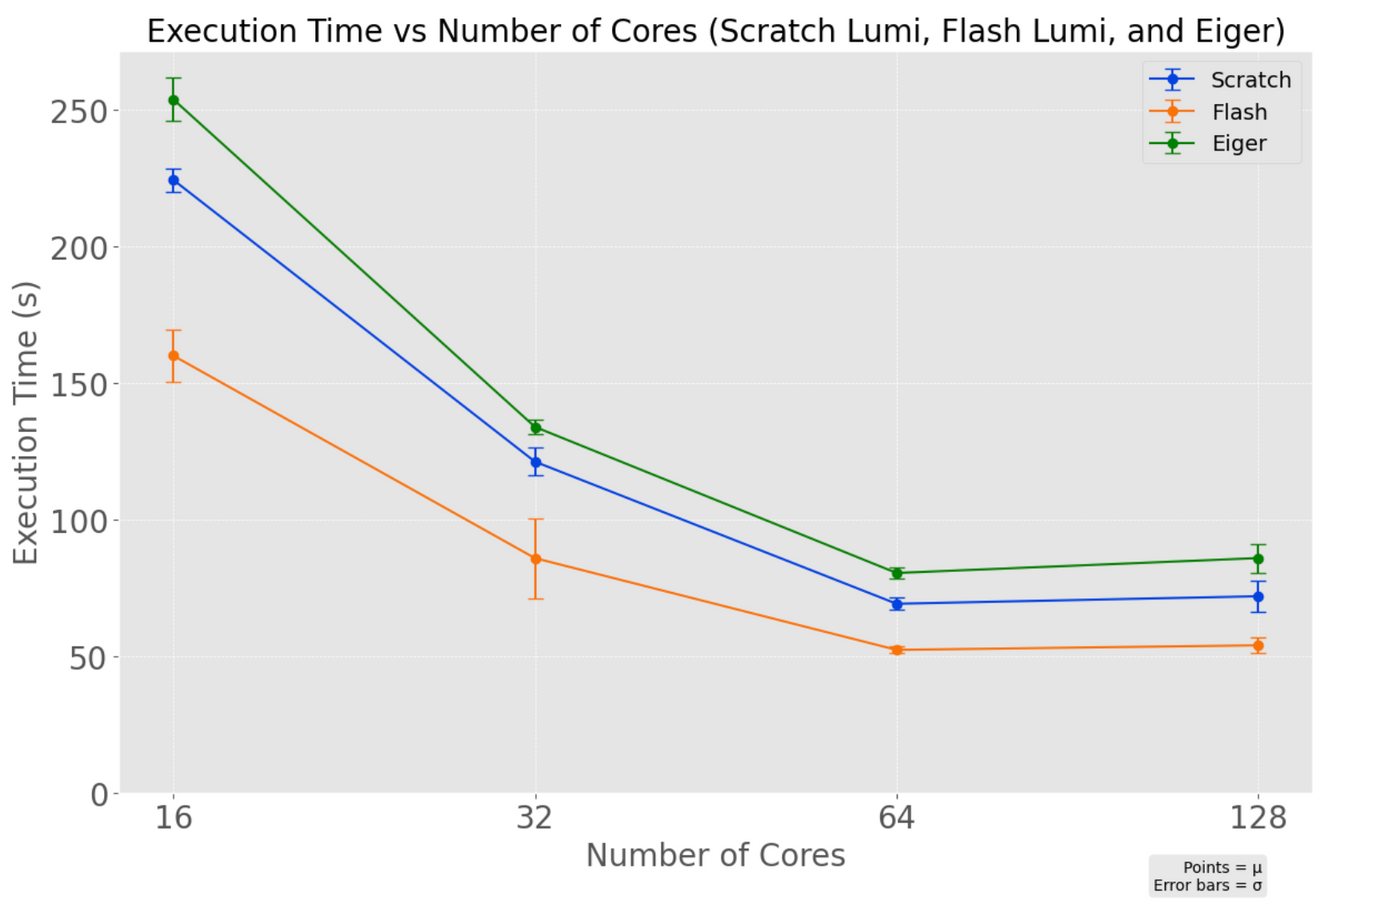 Execution Time vs Number of Cores (Scratch Lumi, Flash Lumi, and Eiger)
Scratch
Flash
Eiger
Execution Time (s)
250
200
150
100
50
0
16 32 64 128
Number of Cores
Points = μ
Error bars = σ